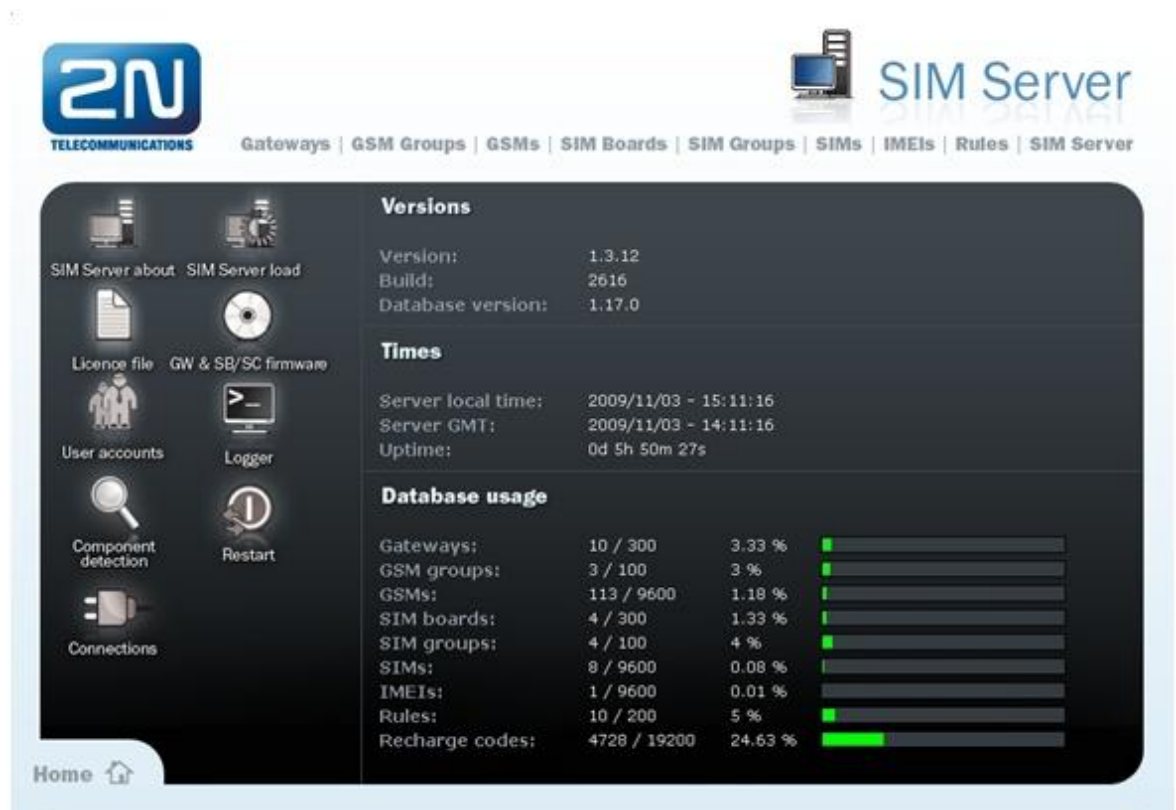 2N
TELECOMMUNICATIONS
SIM Server
Gateways | GSM Groups | GSMs | SIM Boards | SIM Groups | SIMs | IMEIs | Rules | SIM Server
SIM Server about
SIM Server load
Licence file
GW & SB/SC firmware
User accounts
>_
Logger
Component
detection
Restart
Connections
Home
Versions
Version: 1.3.12
Build: 2616
Database version: 1.17.0
Times
Server local time: 2009/11/03 - 15:11:16
Server GMT: 2009/11/03 - 14:11:16
Uptime: 0d 5h 50m 27s
Database usage
Gateways: 10 / 300 3.33 %
GSM groups: 3 / 100 3 %
GSMs: 113 / 9600 1.18 %
SIM boards: 4 / 300 1.33 %
SIM groups: 4 / 100 4 %
SIMs: 8 / 9600 0.08 %
IMEIs: 1 / 9600 0.01 %
Rules: 10 / 200 5 %
Recharge codes: 4728 / 19200 24.63 %